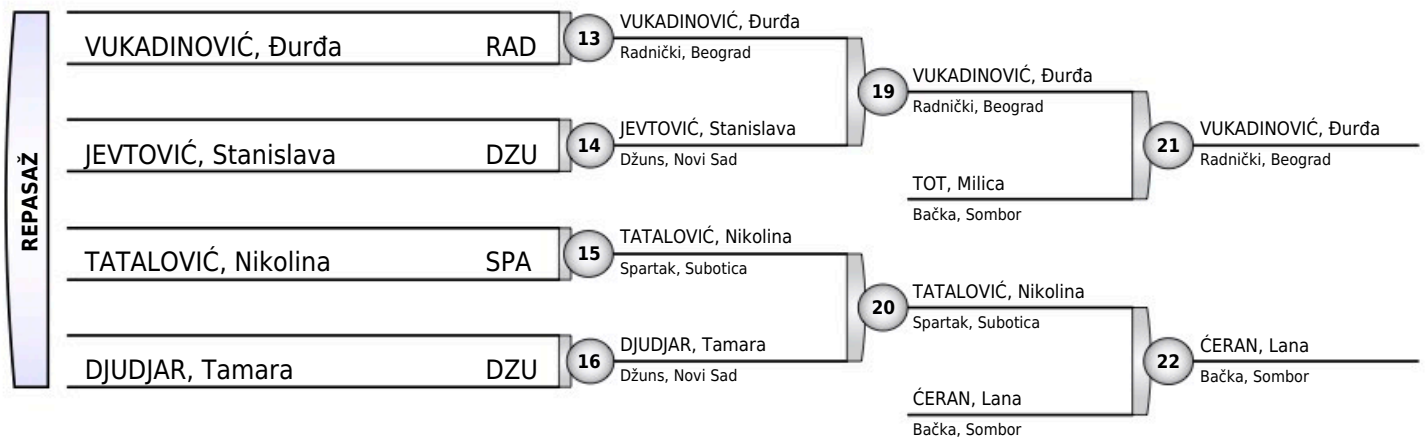 REPASAŽ
VUKADINOVIĆ, Đurđa RAD
JEVTOVIĆ, Stanislava DZU
TATALOVIĆ, Nikolina SPA
DJUDJAR, Tamara DZU
13
VUKADINOVIĆ, Đurđa
Radnički, Beograd
14
JEVTOVIĆ, Stanislava
Džuns, Novi Sad
15
TATALOVIĆ, Nikolina
Spartak, Subotica
16
DJUDJAR, Tamara
Džuns, Novi Sad
19
VUKADINOVIĆ, Đurđa
Radnički, Beograd
TOT, Milica
Bačka, Sombor
20
TATALOVIĆ, Nikolina
Spartak, Subotica
ĆERAN, Lana
Bačka, Sombor
21
VUKADINOVIĆ, Đurđa
Radnički, Beograd
22
ĆERAN, Lana
Bačka, Sombor